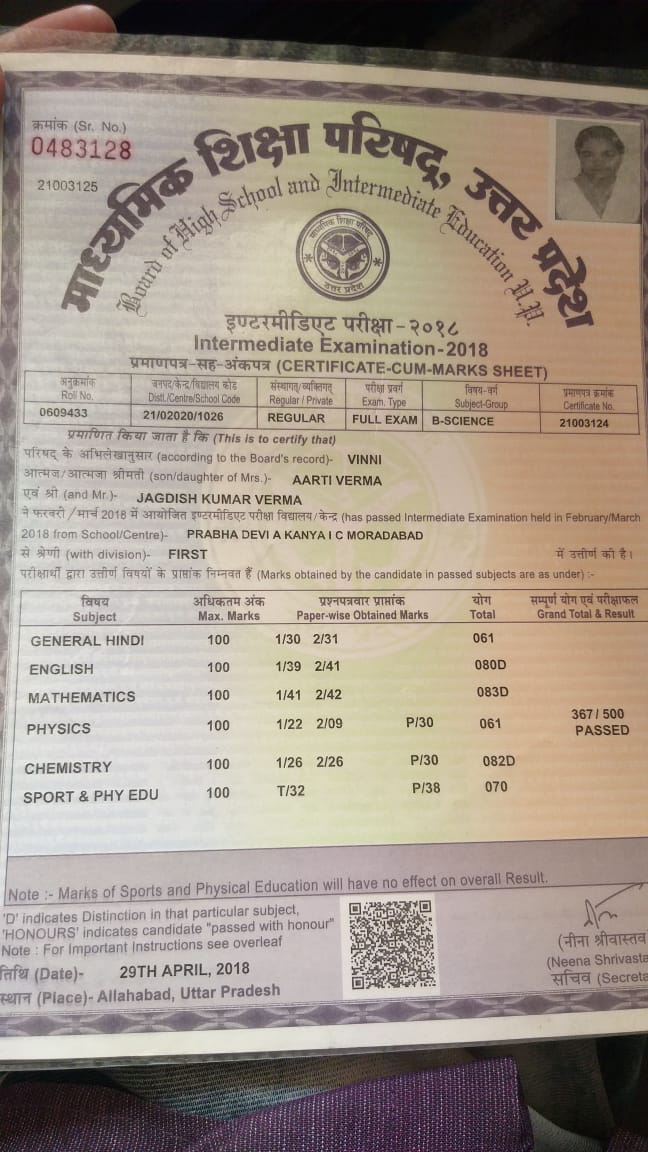 क्रमांक (Sr. No.)
0483128
21003125
माध्यमिक शिक्षा परिषद्, उत्तर प्रदेश
Board of High School and Intermediate Education U.P.
माध्यमिक शिक्षा परिषद्
उत्तर प्रदेश
इण्टरमीडिएट परीक्षा-२०१८
Intermediate Examination-2018
प्रमाणपत्र-सह-अंकपत्र (CERTIFICATE-CUM-MARKS SHEET)
अनुक्रमांक जनपद/केन्द्र/विद्यालय कोड संस्थागत/व्यक्तिगत् परीक्षा प्रवर्ग विषय-वर्ग प्रमाणपत्र क्रमांक
Roll No. Distt./Centre/School Code Regular / Private Exam. Type Subject-Group Certificate No.
0609433 21/02020/1026 REGULAR FULL EXAM B-SCIENCE 21003124
प्रमाणित किया जाता है कि (This is to certify that)
परिषद् के अभिलेखानुसार (according to the Board's record)- VINNI
आत्मज/आत्मजा श्रीमती (son/daughter of Mrs.)- AARTI VERMA
एवं श्री (and Mr.)- JAGDISH KUMAR VERMA
ने फरवरी/मार्च 2018 में आयोजित इण्टरमीडिएट परीक्षा विद्यालय/केन्द्र (has passed Intermediate Examination held in February/March
2018 from School/Centre)- PRABHA DEVI A KANYA I C MORADABAD
से श्रेणी (with division)- FIRST में उत्तीर्ण की है।
परीक्षार्थी द्वारा उत्तीर्ण विषयों के प्राप्तांक निम्नवत हैं (Marks obtained by the candidate in passed subjects are as under) :-
विषय अधिकतम अंक प्रश्नपत्रवार प्राप्तांक योग सम्पूर्ण योग एवं परीक्षाफल
Subject Max. Marks Paper-wise Obtained Marks Total Grand Total & Result
GENERAL HINDI 100 1/30 2/31 061
ENGLISH 100 1/39 2/41 080D
MATHEMATICS 100 1/41 2/42 083D
PHYSICS 100 1/22 2/09 P/30 061 367/500
PASSED
CHEMISTRY 100 1/26 2/26 P/30 082D
SPORT & PHY EDU 100 T/32 P/38 070
Note :- Marks of Sports and Physical Education will have no effect on overall Result.
'D' indicates Distinction in that particular subject,
'HONOURS' indicates candidate "passed with honour"
Note : For Important Instructions see overleaf
तिथि (Date)- 29TH APRIL, 2018
स्थान (Place)- Allahabad, Uttar Pradesh
(नीना श्रीवास्तव
(Neena Shrivasta
सचिव (Secreta